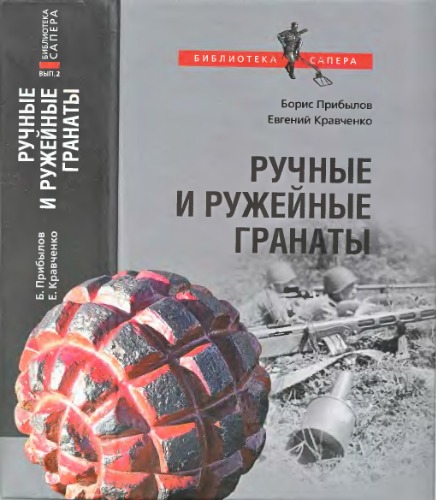 БИБЛИОТЕКА
САПЕРА
ВЫП.2
РУЧНЫЕ
И РУЖЕЙНЫЕ
ГРАНАТЫ
Б. Прибылов
Е. Кравченко
БИБЛИОТЕКА САПЕРА
Борис Прибылов
Евгений Кравченко
РУЧНЫЕ
И РУЖЕЙНЫЕ
ГРАНАТЫ